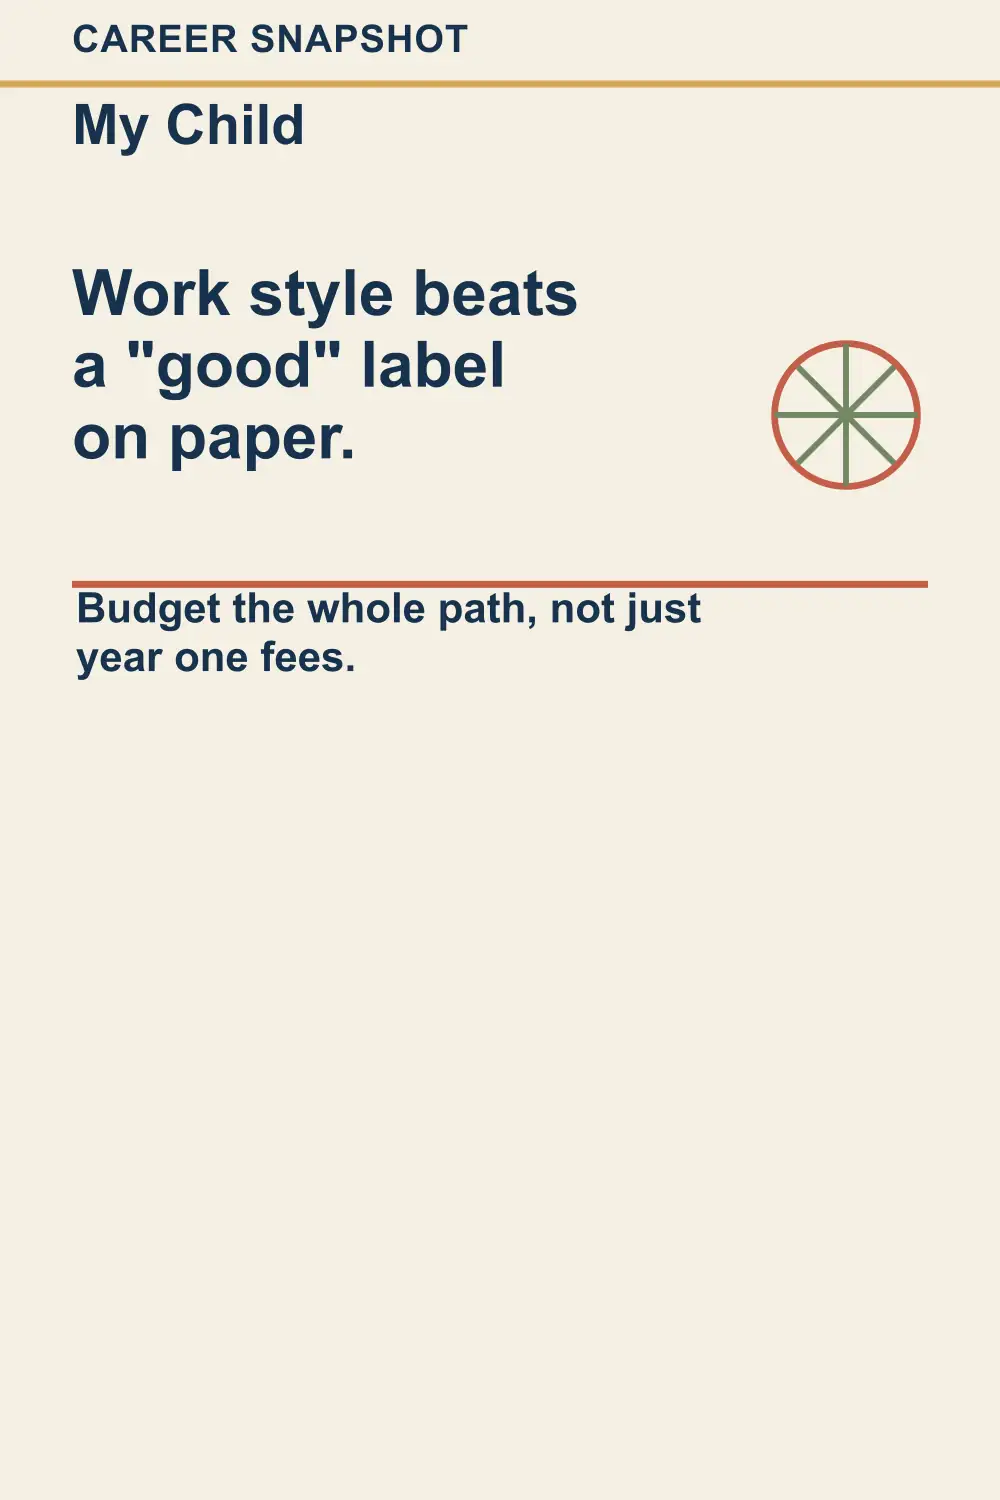 CAREER SNAPSHOT
My Child
Work style beats
a "good" label
on paper.
Budget the whole path, not just
year one fees.